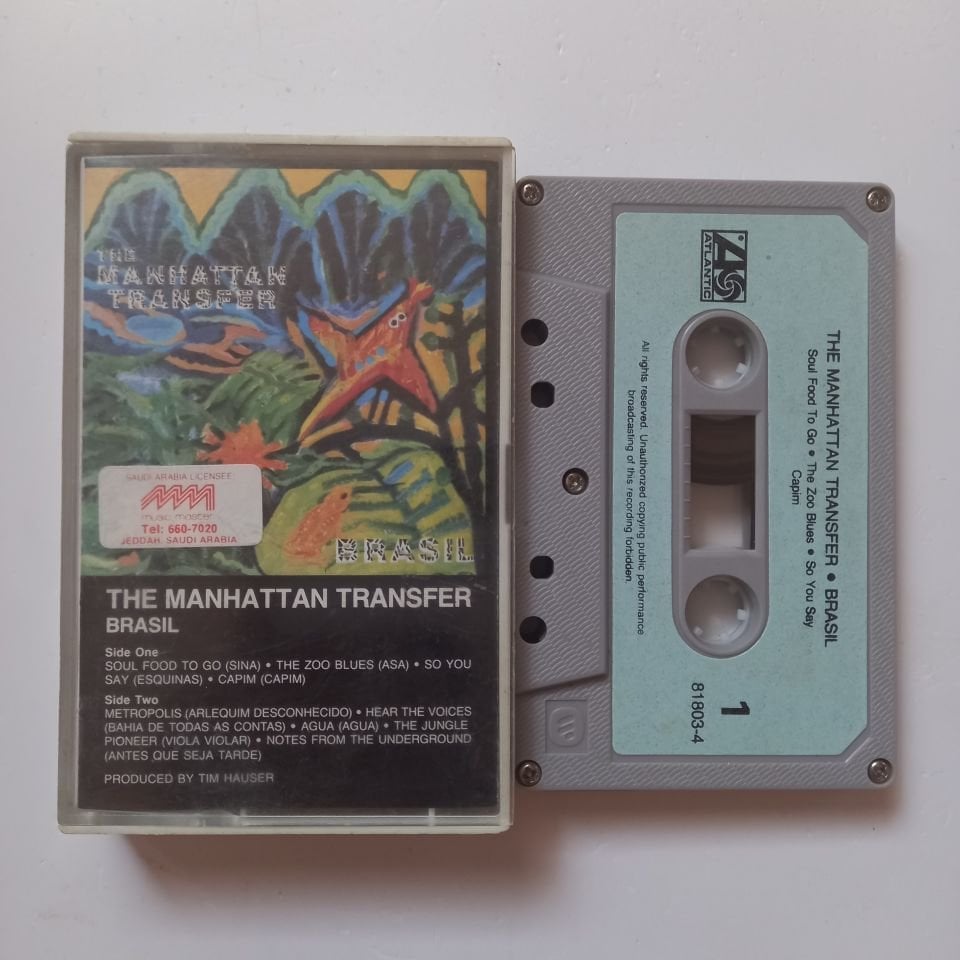 THE
MANHATTAN
TRANSFER
BRASIL
SAUDI ARABIA LICENSEE:
music master
Tel: 660-7020
JEDDAH, SAUDI ARABIA
THE MANHATTAN TRANSFER
BRASIL
Side One
SOUL FOOD TO GO (SINA) • THE ZOO BLUES (ASA) • SO YOU
SAY (ESQUINAS) • CAPIM (CAPIM)
Side Two
METROPOLIS (ARLEQUIM DESCONHECIDO) • HEAR THE VOICES
(BAHIA DE TODAS AS CONTAS) • AGUA (AGUA) • THE JUNGLE
PIONEER (VIOLA VIOLAR) • NOTES FROM THE UNDERGROUND
(ANTES QUE SEJA TARDE)
PRODUCED BY TIM HAUSER
ATLANTIC
THE MANHATTAN TRANSFER • BRASIL
Soul Food To Go • The Zoo Blues • So You Say
Capim
1
81803-4
All rights reserved. Unauthorized copying public performance
broadcasting of this recording forbidden.